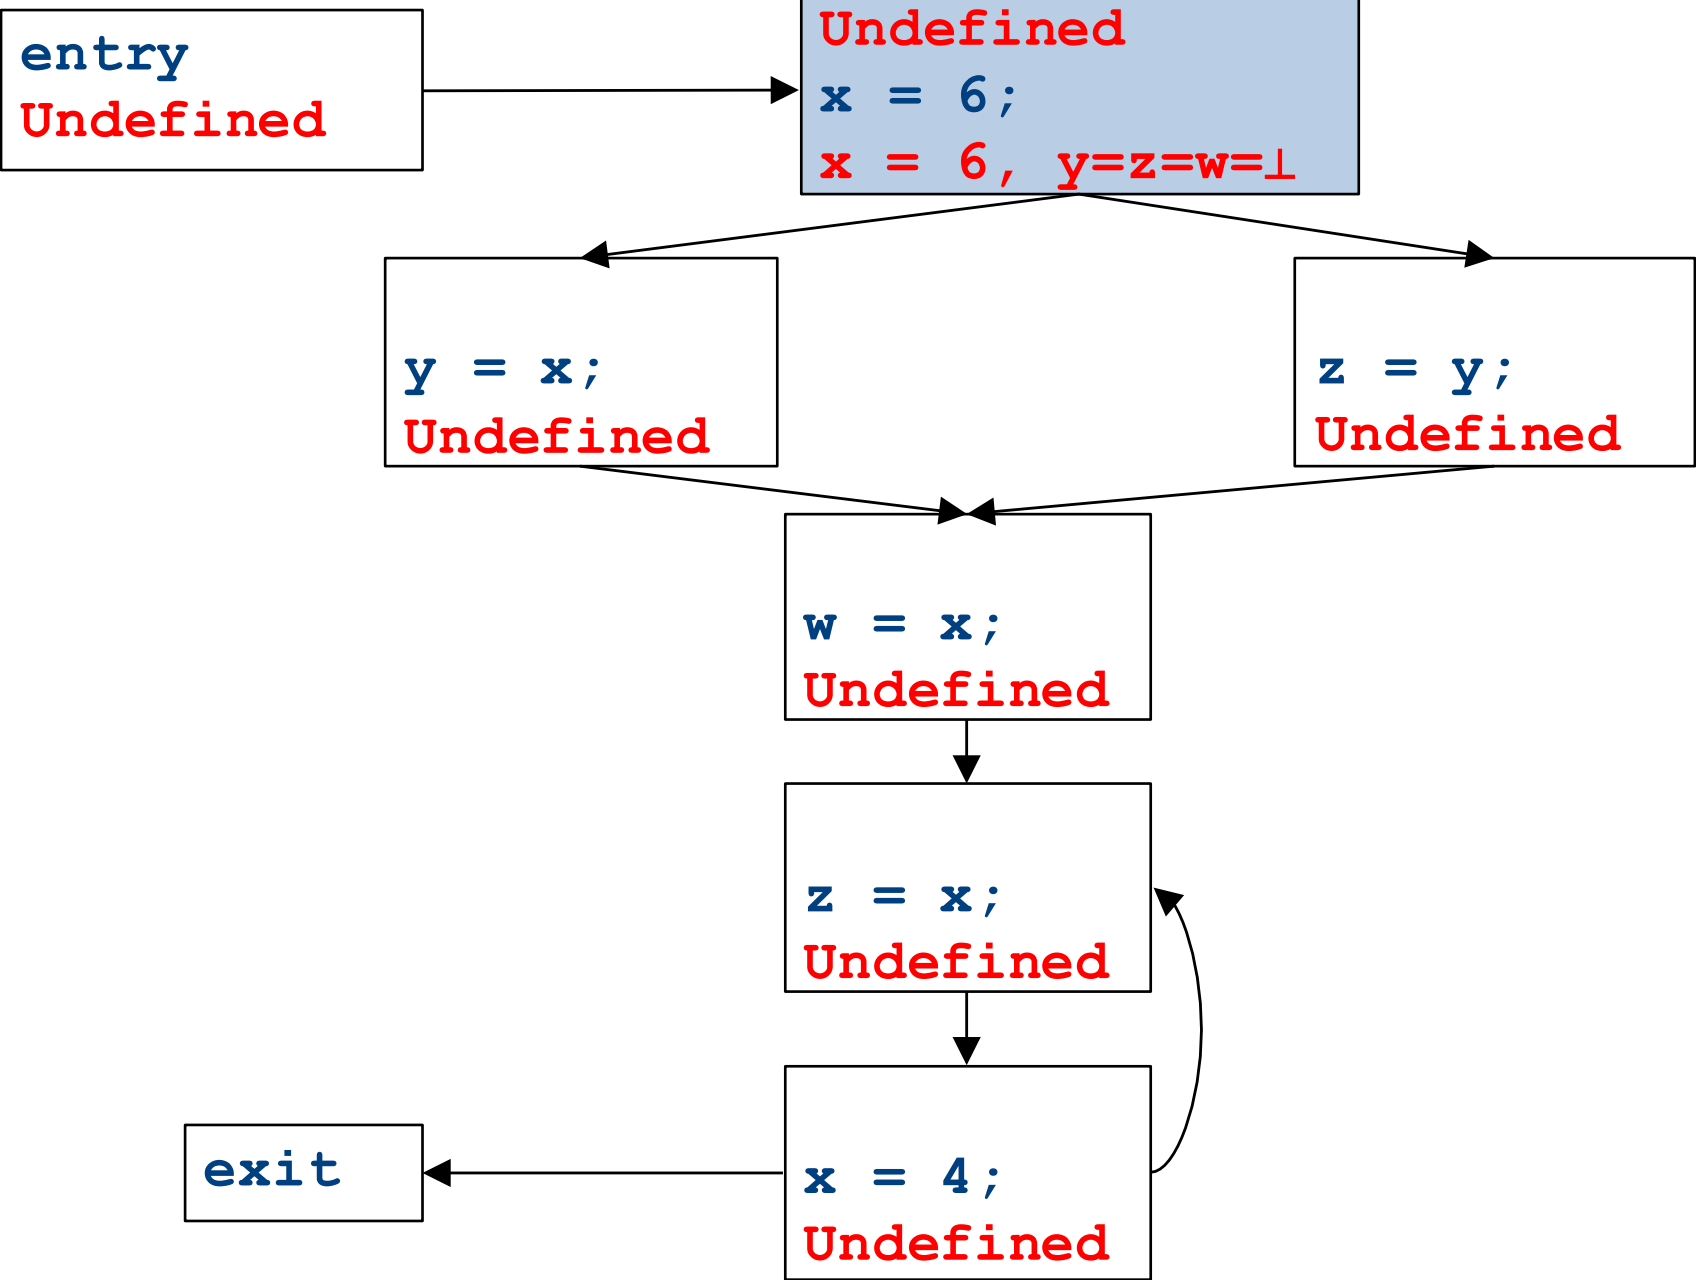 entry
Undefined
Undefined
x = 6;
x = 6, y=z=w=⊥
y = x;
Undefined
z = y;
Undefined
w = x;
Undefined
z = x;
Undefined
exit
x = 4;
Undefined